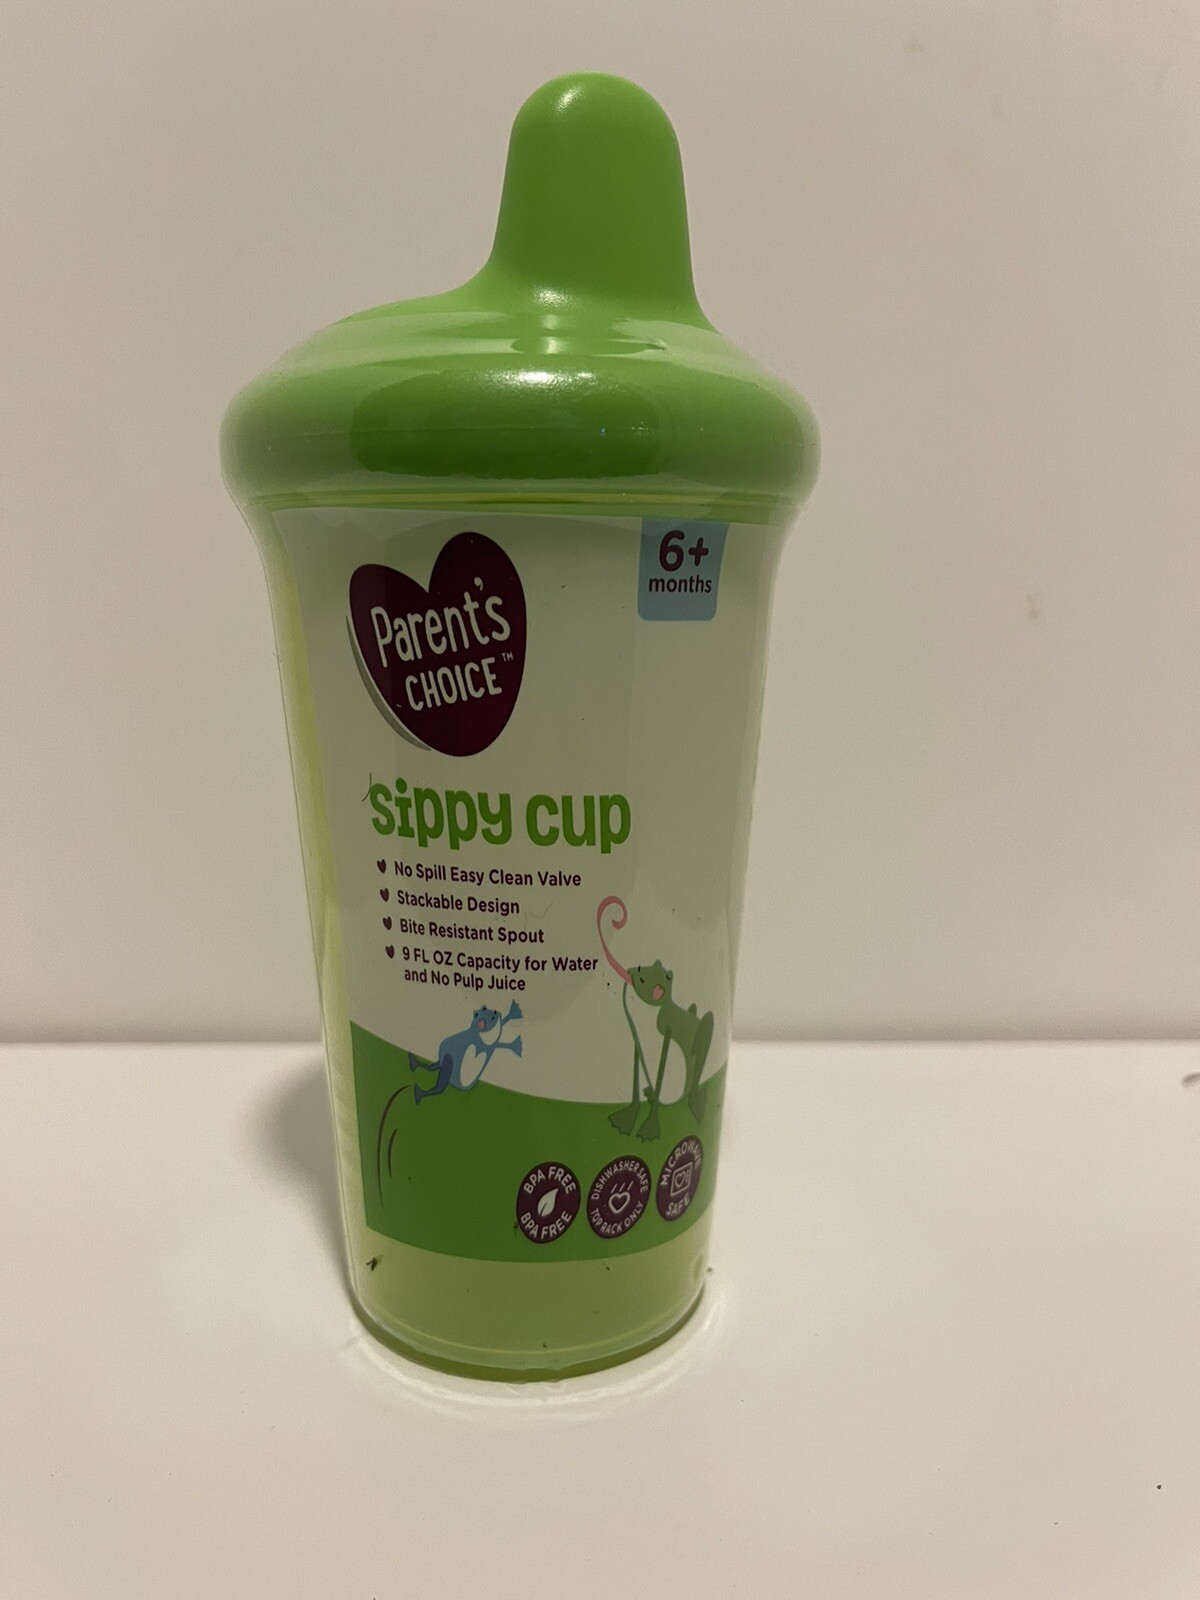 6+
months
Parent's
CHOICE™
sippy cup
No Spill Easy Clean Valve
Stackable Design
Bite Resistant Spout
9 FL OZ Capacity for Water
and No Pulp Juice
BPA FREE
BPA FREE
DISHWASHER SAFE
TOP RACK ONLY
MICROWAVE
SAFE